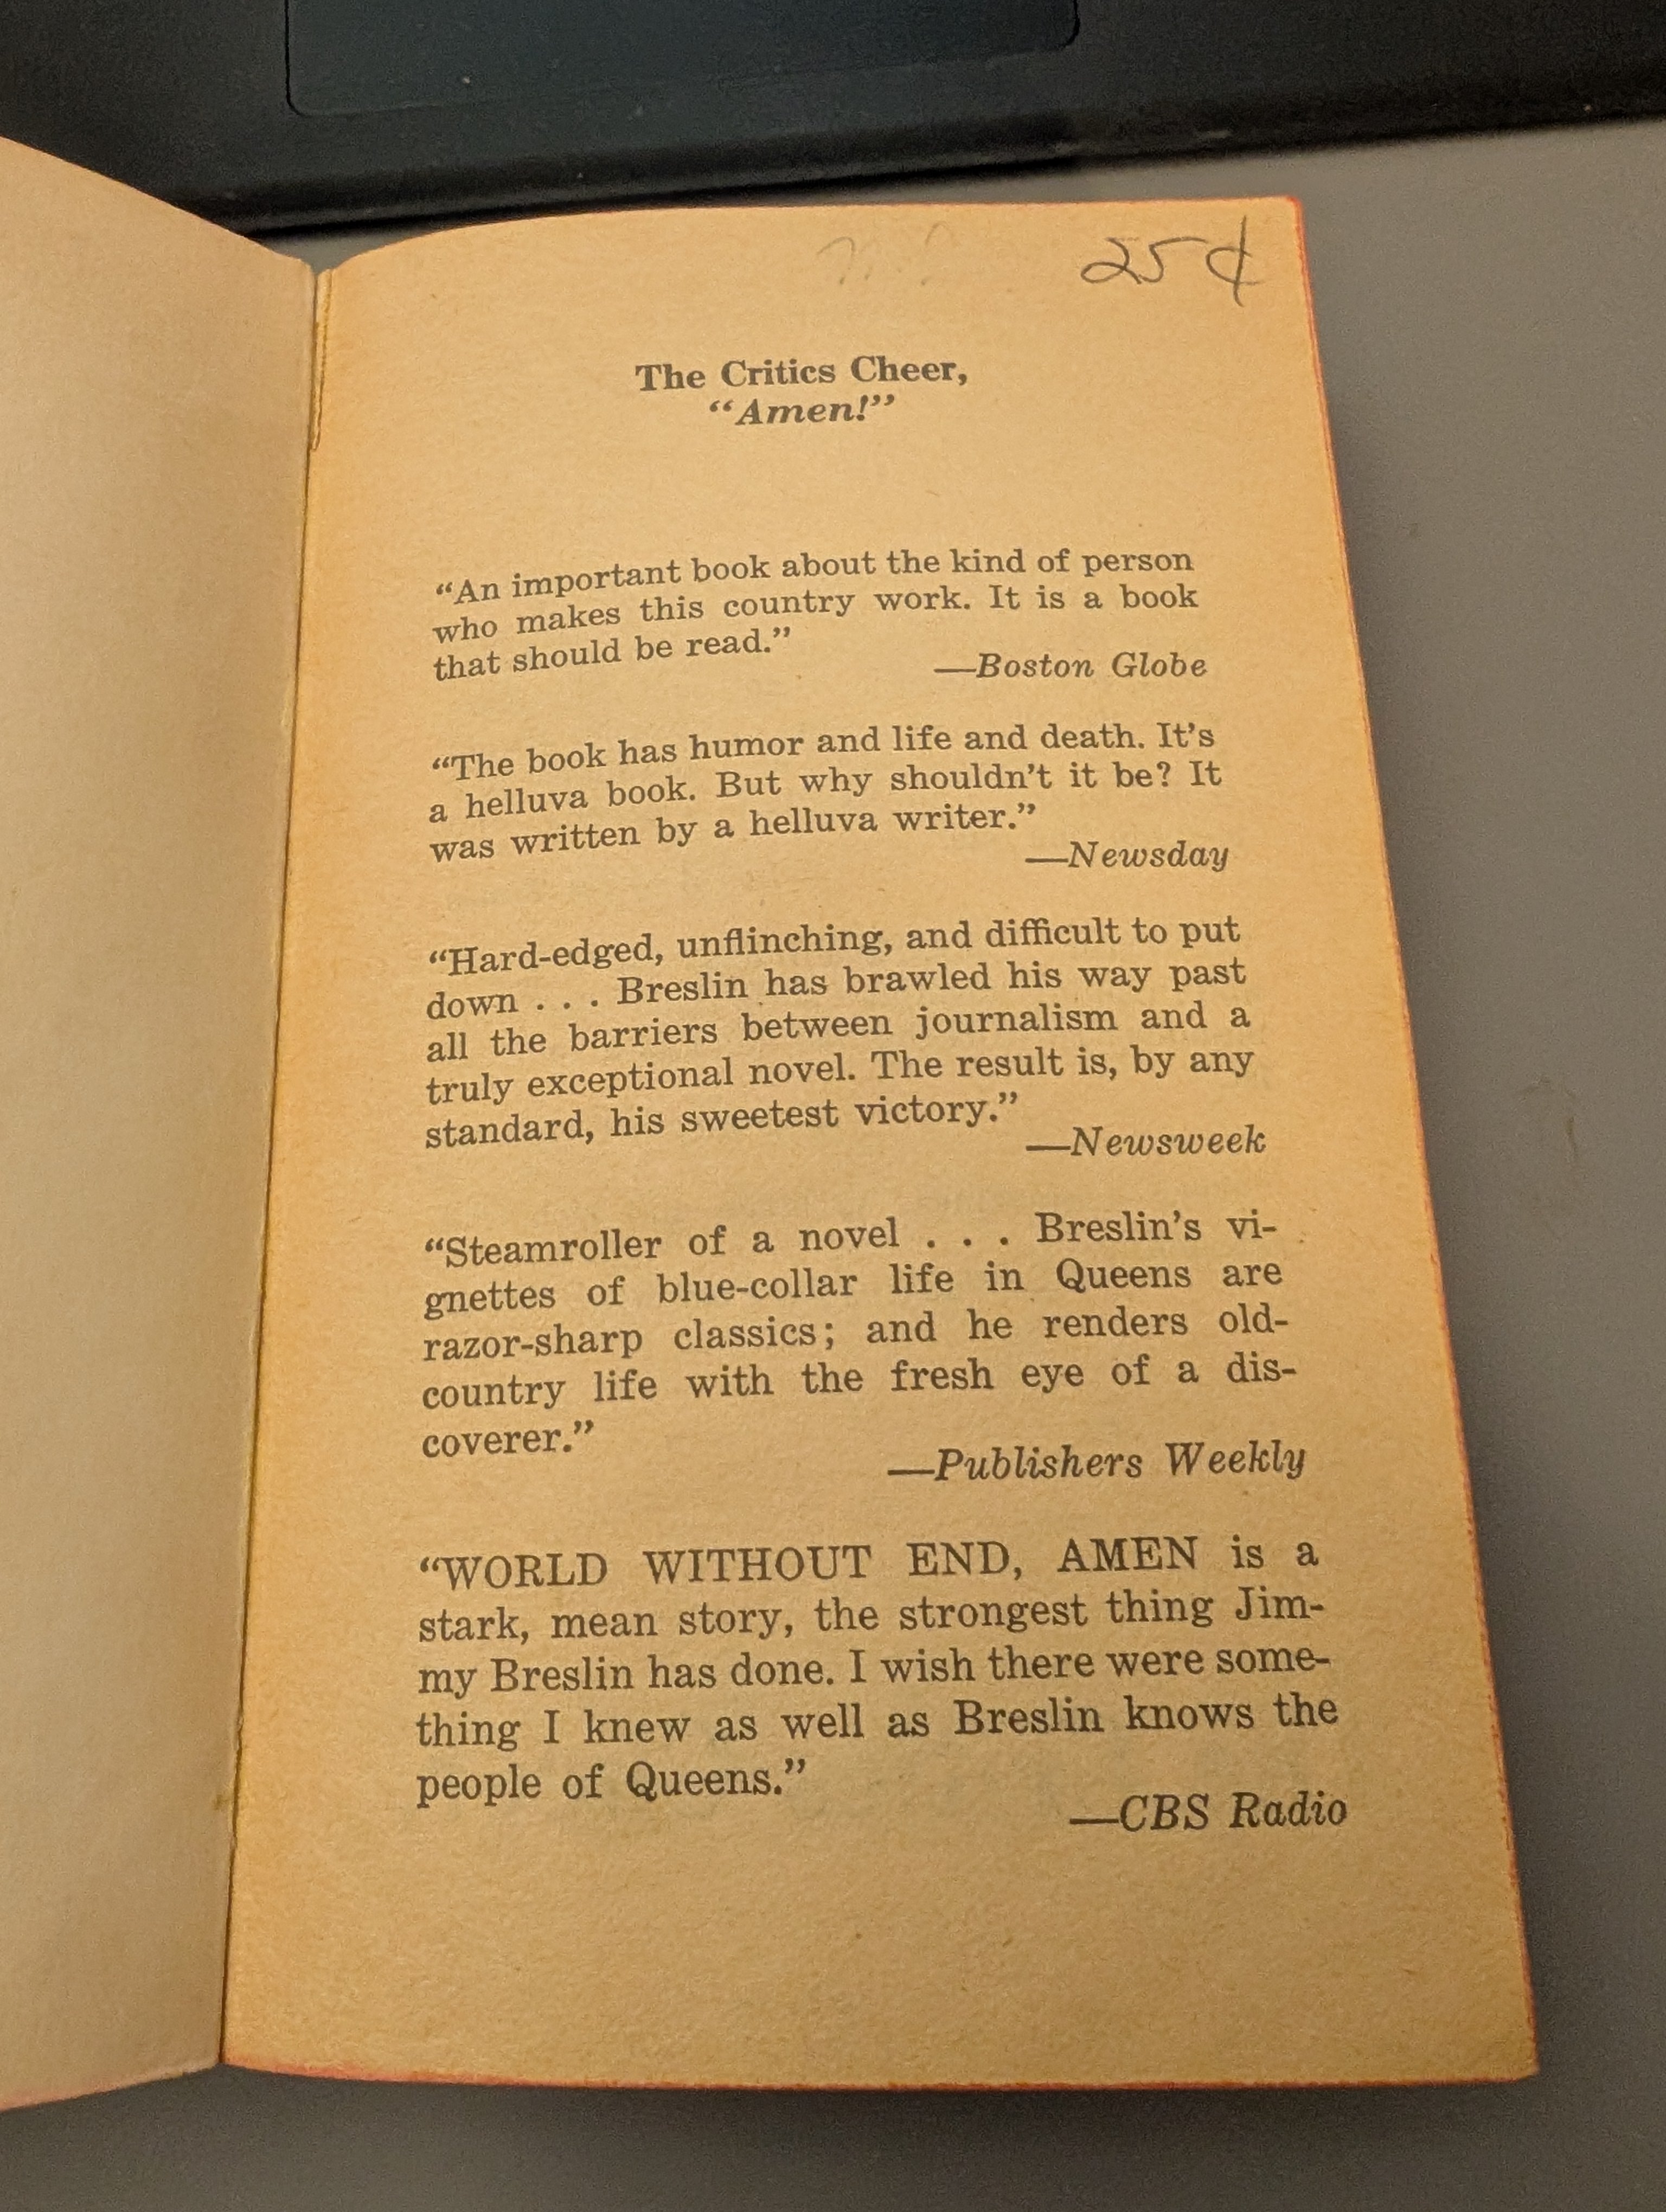 25¢
The Critics Cheer,
“Amen!”
“An important book about the kind of person
who makes this country work. It is a book
that should be read.”
—Boston Globe
“The book has humor and life and death. It’s
a helluva book. But why shouldn’t it be? It
was written by a helluva writer.”
—Newsday
“Hard-edged, unflinching, and difficult to put
down . . . Breslin has brawled his way past
all the barriers between journalism and a
truly exceptional novel. The result is, by any
standard, his sweetest victory.”
—Newsweek
“Steamroller of a novel . . . Breslin’s vi-
gnettes of blue-collar life in Queens are
razor-sharp classics; and he renders old-
country life with the fresh eye of a dis-
coverer.”
—Publishers Weekly
“WORLD WITHOUT END, AMEN is a
stark, mean story, the strongest thing Jim-
my Breslin has done. I wish there were some-
thing I knew as well as Breslin knows the
people of Queens.”
—CBS Radio